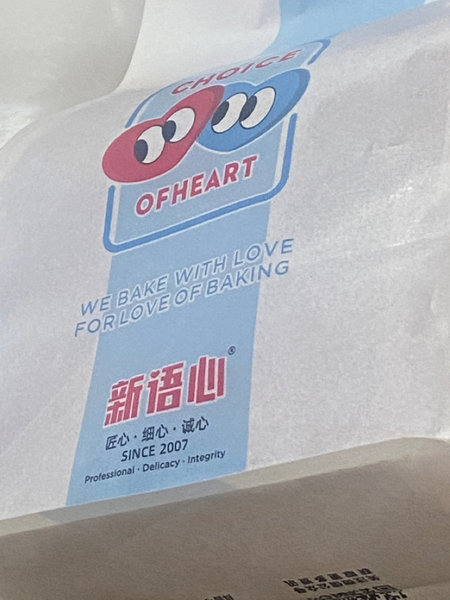 CHOICE
OFHEART
WE BAKE WITH LOVE
FOR LOVE OF BAKING
新语心®
匠心·细心·诚心
SINCE 2007
Professional · Delicacy · Integrity